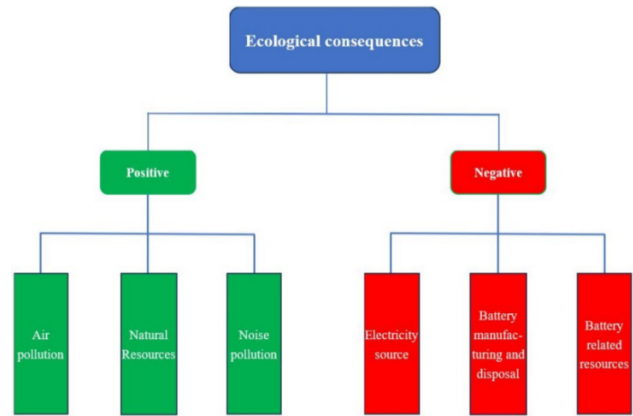 Ecological consequences
Positive
Negative
Air
pollution
Natural
Resources
Noise
pollution
Electricity
source
Battery
manufac-
turing and
disposal
Battery
related
resources